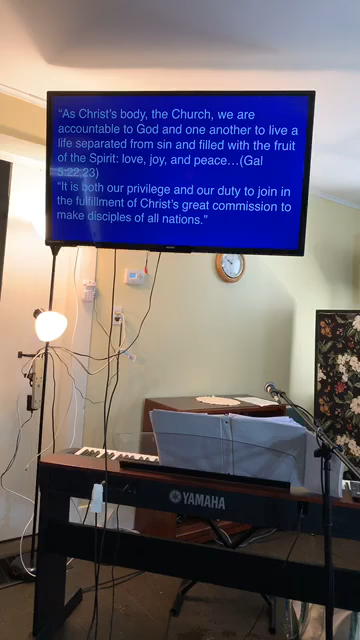 "As Christ's body, the Church, we are
accountable to God and one another to live a
life separated from sin and filled with the fruit
of the Spirit: love, joy, and peace…(Gal
5:22,23)
"It is both our privilege and our duty to join in
the fulfillment of Christ's great commission to
make disciples of all nations."
YAMAHA